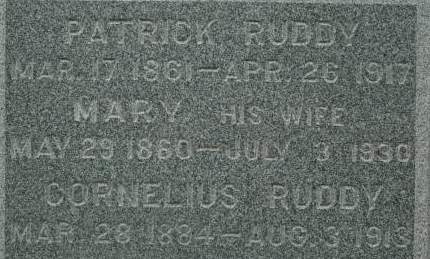 PATRICK RUDDY
MAR. 17 1861–APR. 26 1917
MARY HIS WIFE
MAY 29 1860–JULY 3 1930
CORNELIUS RUDDY
MAR. 28 1884–AUG. 3 1913